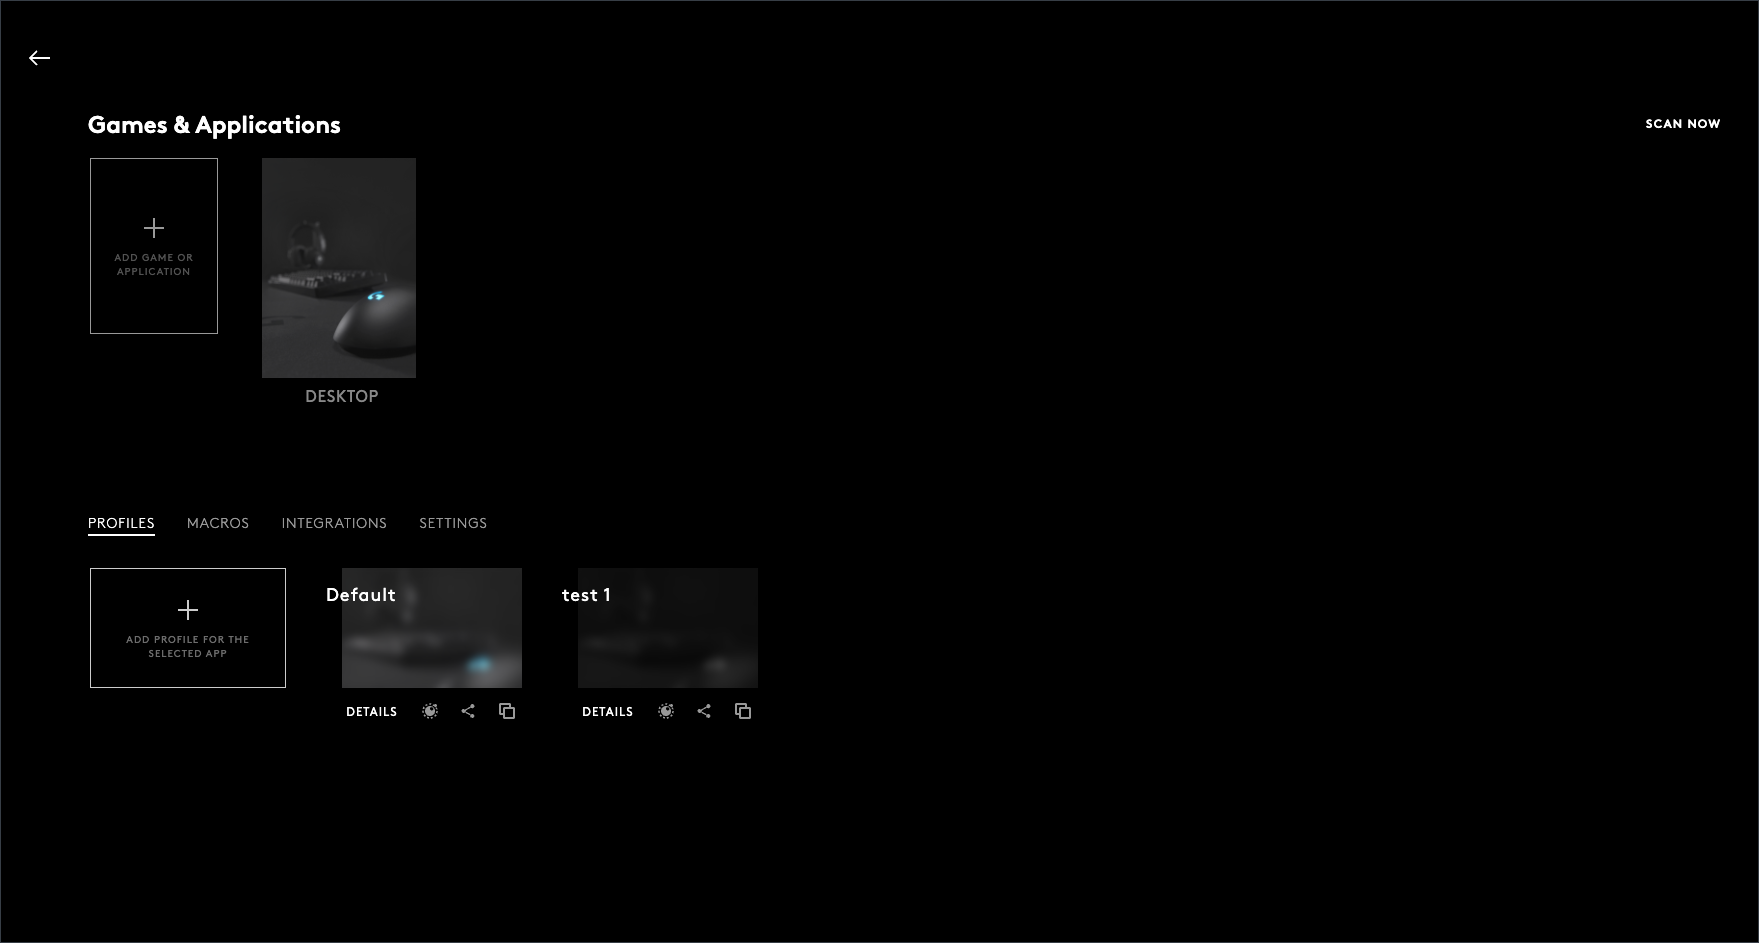 Games & Applications
SCAN NOW
ADD GAME OR
APPLICATION
DESKTOP
PROFILES MACROS INTEGRATIONS SETTINGS
ADD PROFILE FOR THE
SELECTED APP
Default
test 1
DETAILS
DETAILS